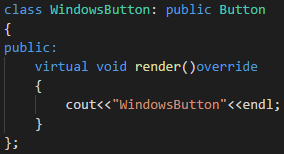 class WindowsButton: public Button
{
public:
    virtual void render()override
    {
        cout<<"WindowsButton"<<endl;
    }
};